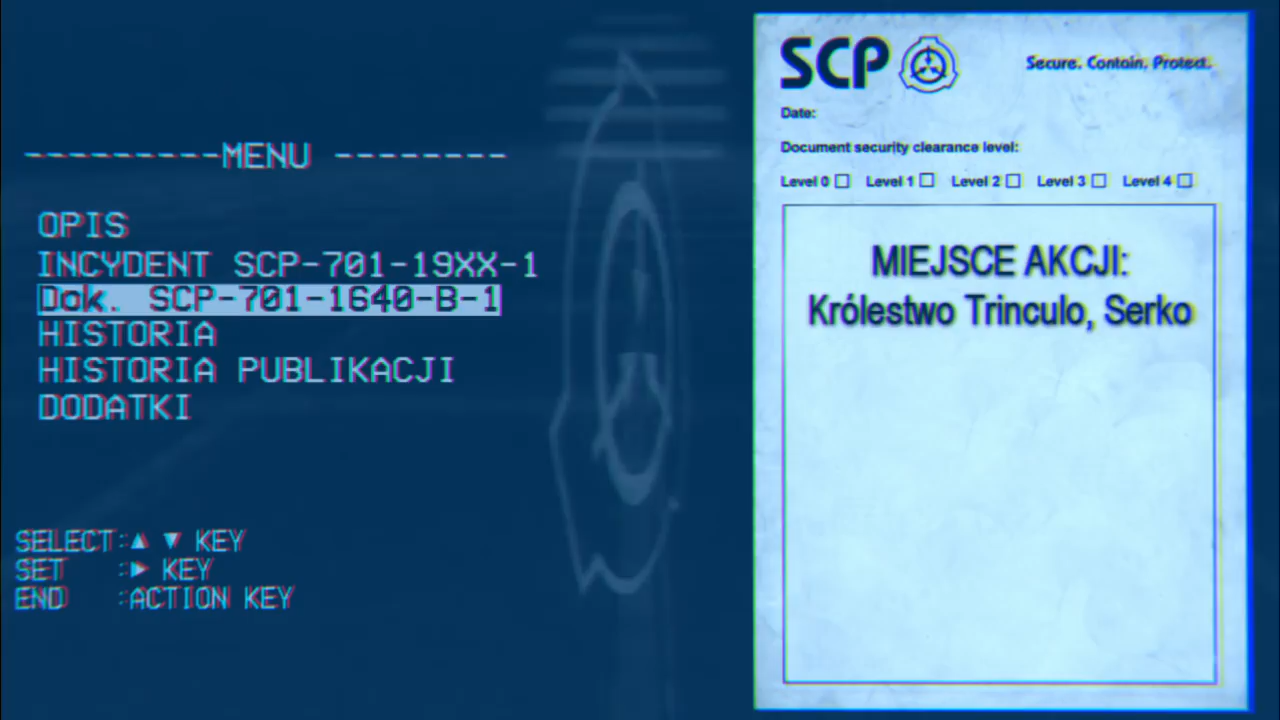 ---------MENU --------
OPIS
INCYDENT SCP-701-19XX-1
Dok. SCP-701-1640-B-1
HISTORIA
HISTORIA PUBLIKACJI
DODATKI
SELECT:▲ ▼ KEY
SET :► KEY
END :ACTION KEY
SCP
Secure. Contain. Protect.
Date:
Document security clearance level:
Level 0 ☐ Level 1 ☐ Level 2 ☐ Level 3 ☐ Level 4 ☐
MIEJSCE AKCJI:
Królestwo Trinculo, Serko